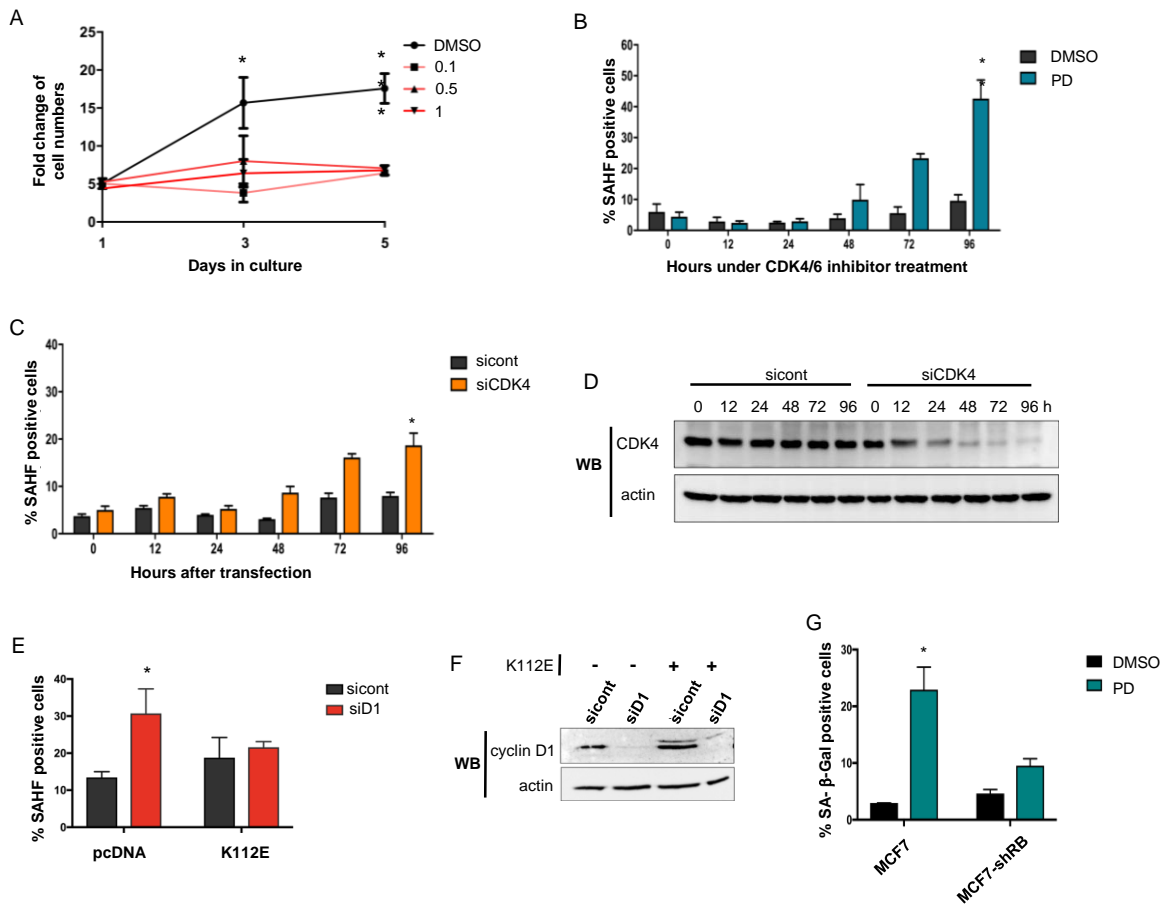 A
Fold change of
cell numbers
25
20
15
10
5
0
1
3
5
*
*
*
*
Days in culture
DMSO
0.1
0.5
1
B
% SAHF positive cells
60
50
40
30
20
10
0
0
12
24
48
72
96
*
*
Hours under CDK4/6 inhibitor treatment
DMSO
PD
C
% SAHF positive cells
40
30
20
10
0
0
12
24
48
72
96
*
Hours after transfection
sicont
siCDK4
D
sicont siCDK4
0 12 24 48 72 96 0 12 24 48 72 96 h
WB
CDK4
actin
E
% SAHF positive cells
40
30
20
10
0
*
pcDNA K112E
sicont
siD1
F
K112E - - + +
sicont siD1 sicont siD1
WB
cyclin D1
actin
G
% SA- β-Gal positive cells
30
20
10
0
*
MCF7
MCF7-shRB
DMSO
PD